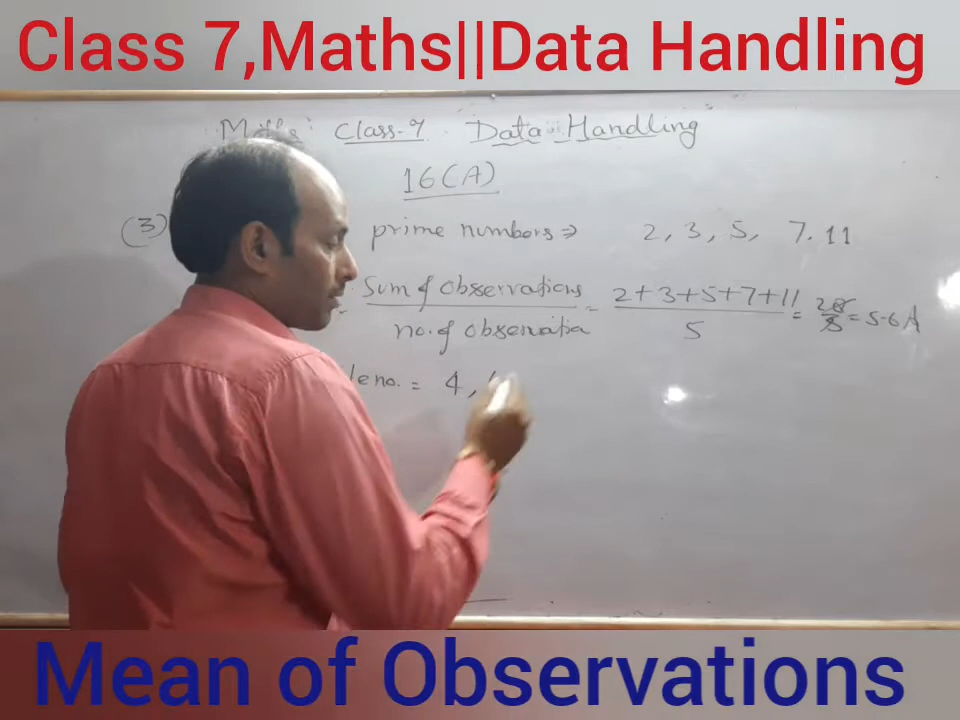 Class 7,Maths||Data Handling
Maths: Class-7 Data Handling
16(A)
(3) prime numbers ⇒ 2, 3, 5, 7. 11
= Sum of Observations / no. of Observation = 2+3+5+7+11 / 5 = 28/5 = 5.6 A
no. = 4,
Mean of Observations